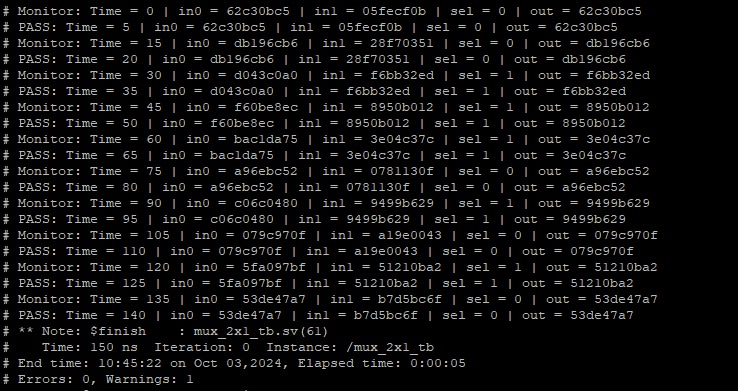 # Monitor: Time = 0 | in0 = 62c30bc5 | in1 = 05fecf0b | sel = 0 | out = 62c30bc5
# PASS: Time = 5 | in0 = 62c30bc5 | in1 = 05fecf0b | sel = 0 | out = 62c30bc5
# Monitor: Time = 15 | in0 = db196cb6 | in1 = 28f70351 | sel = 0 | out = db196cb6
# PASS: Time = 20 | in0 = db196cb6 | in1 = 28f70351 | sel = 0 | out = db196cb6
# Monitor: Time = 30 | in0 = d043c0a0 | in1 = f6bb32ed | sel = 1 | out = f6bb32ed
# PASS: Time = 35 | in0 = d043c0a0 | in1 = f6bb32ed | sel = 1 | out = f6bb32ed
# Monitor: Time = 45 | in0 = f60be8ec | in1 = 8950b012 | sel = 1 | out = 8950b012
# PASS: Time = 50 | in0 = f60be8ec | in1 = 8950b012 | sel = 1 | out = 8950b012
# Monitor: Time = 60 | in0 = bac1da75 | in1 = 3e04c37c | sel = 1 | out = 3e04c37c
# PASS: Time = 65 | in0 = bac1da75 | in1 = 3e04c37c | sel = 1 | out = 3e04c37c
# Monitor: Time = 75 | in0 = a96ebc52 | in1 = 0781130f | sel = 0 | out = a96ebc52
# PASS: Time = 80 | in0 = a96ebc52 | in1 = 0781130f | sel = 0 | out = a96ebc52
# Monitor: Time = 90 | in0 = c06c0480 | in1 = 9499b629 | sel = 1 | out = 9499b629
# PASS: Time = 95 | in0 = c06c0480 | in1 = 9499b629 | sel = 1 | out = 9499b629
# Monitor: Time = 105 | in0 = 079c970f | in1 = a19e0043 | sel = 0 | out = 079c970f
# PASS: Time = 110 | in0 = 079c970f | in1 = a19e0043 | sel = 0 | out = 079c970f
# Monitor: Time = 120 | in0 = 5fa097bf | in1 = 51210ba2 | sel = 1 | out = 51210ba2
# PASS: Time = 125 | in0 = 5fa097bf | in1 = 51210ba2 | sel = 1 | out = 51210ba2
# Monitor: Time = 135 | in0 = 53de47a7 | in1 = b7d5bc6f | sel = 0 | out = 53de47a7
# PASS: Time = 140 | in0 = 53de47a7 | in1 = b7d5bc6f | sel = 0 | out = 53de47a7
# ** Note: $finish    : mux_2x1_tb.sv(61)
#    Time: 150 ns  Iteration: 0  Instance: /mux_2x1_tb
# End time: 10:45:22 on Oct 03,2024, Elapsed time: 0:00:05
# Errors: 0, Warnings: 1